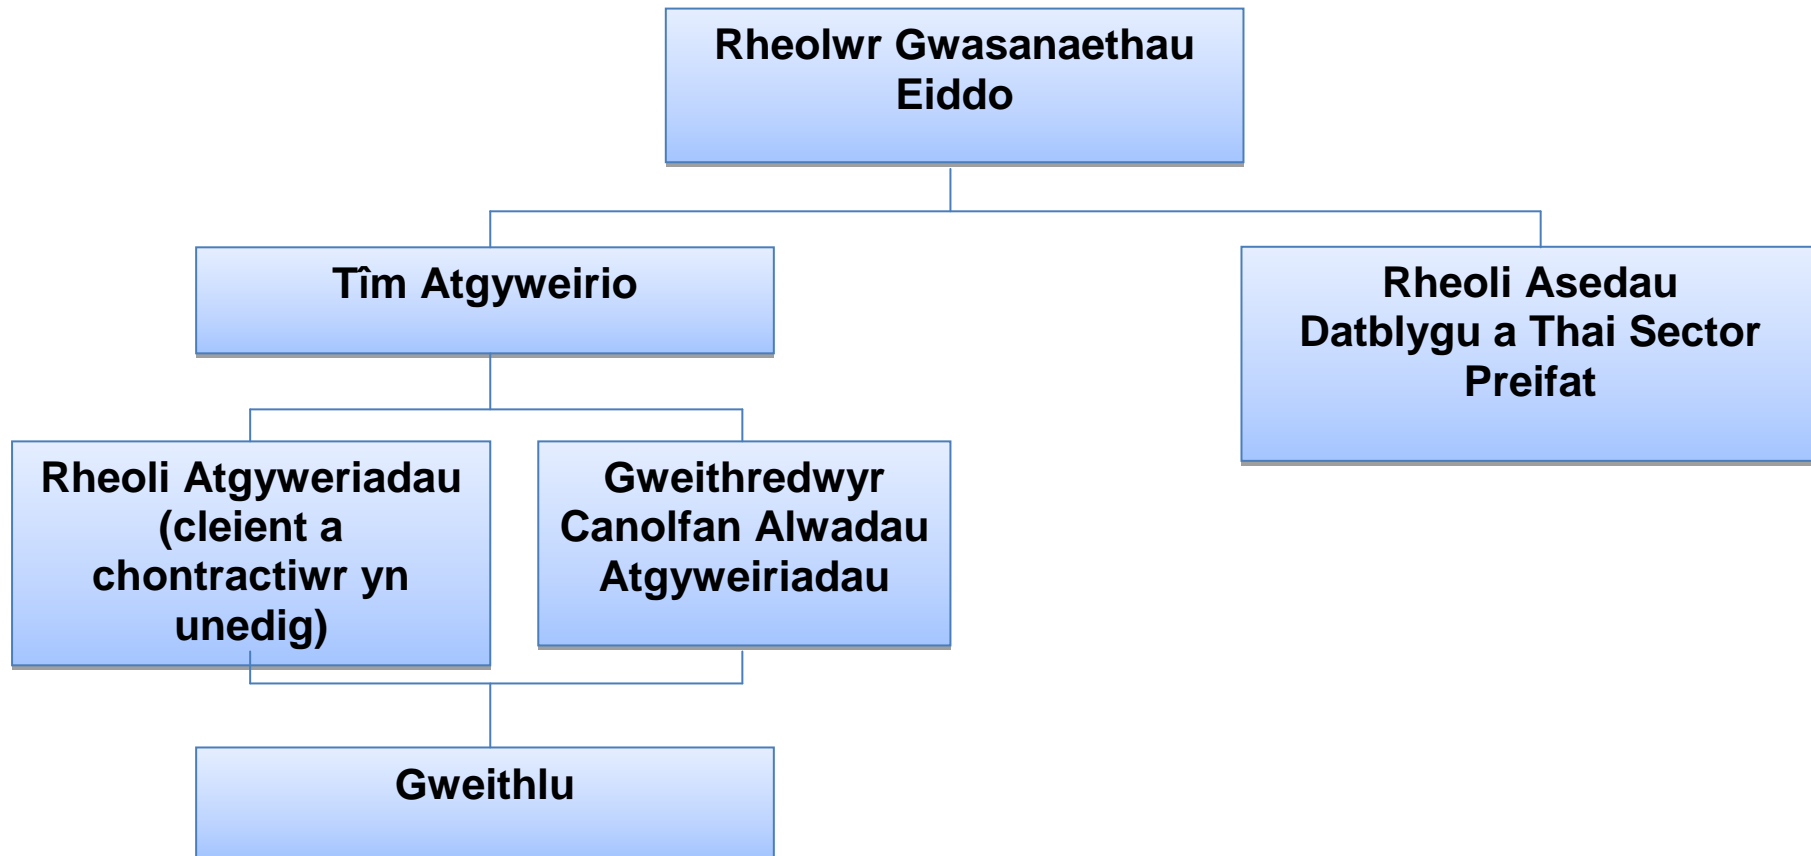 Rheolwr Gwasanaethau
Eiddo
Tîm Atgyweirio
Rheoli Asedau
Datblygu a Thai Sector
Preifat
Rheoli Atgyweriadau
(cleient a
chontractiwr yn
unedig)
Gweithredwyr
Canolfan Alwadau
Atgyweiriadau
Gweithlu